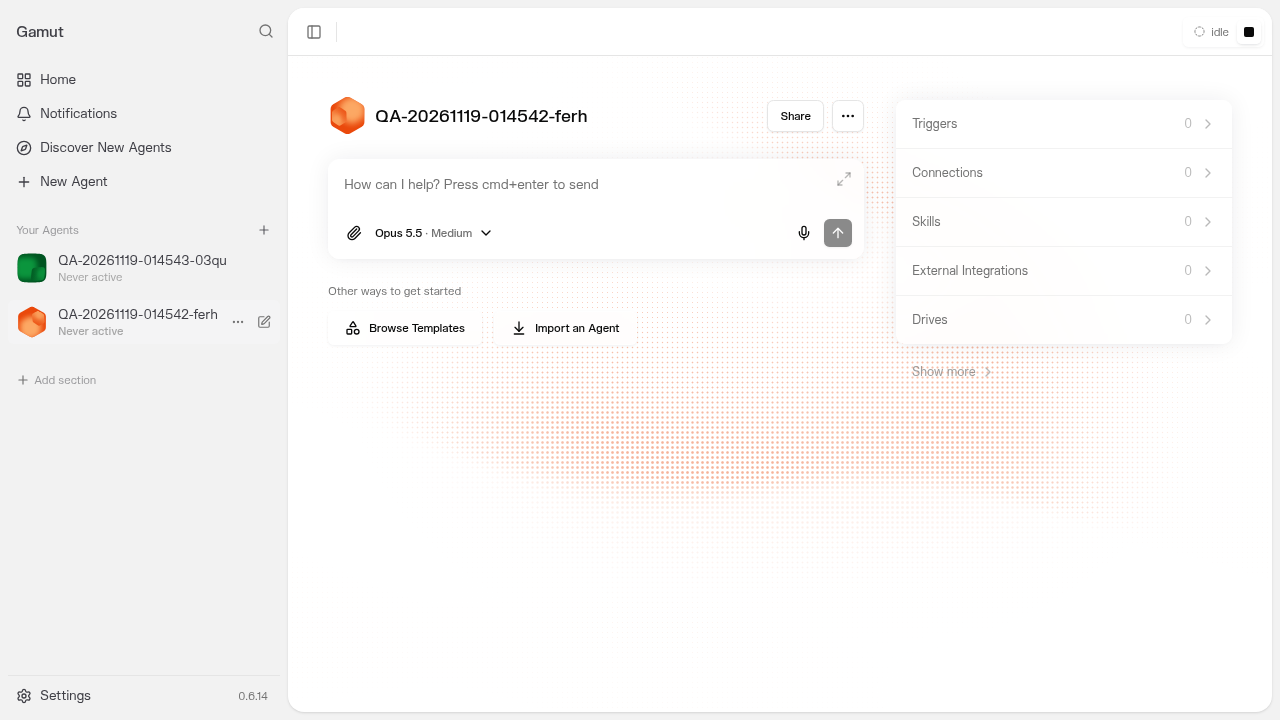 Gamut
Home
Notifications
Discover New Agents
New Agent
Your Agents
QA-20261119-014543-03qu
Never active
QA-20261119-014542-ferh
Never active
Add section
Settings
0.6.14
idle
QA-20261119-014542-ferh
Share
How can I help? Press cmd+enter to send
Opus 5.5 · Medium
Other ways to get started
Browse Templates
Import an Agent
Triggers 0
Connections 0
Skills 0
External Integrations 0
Drives 0
Show more